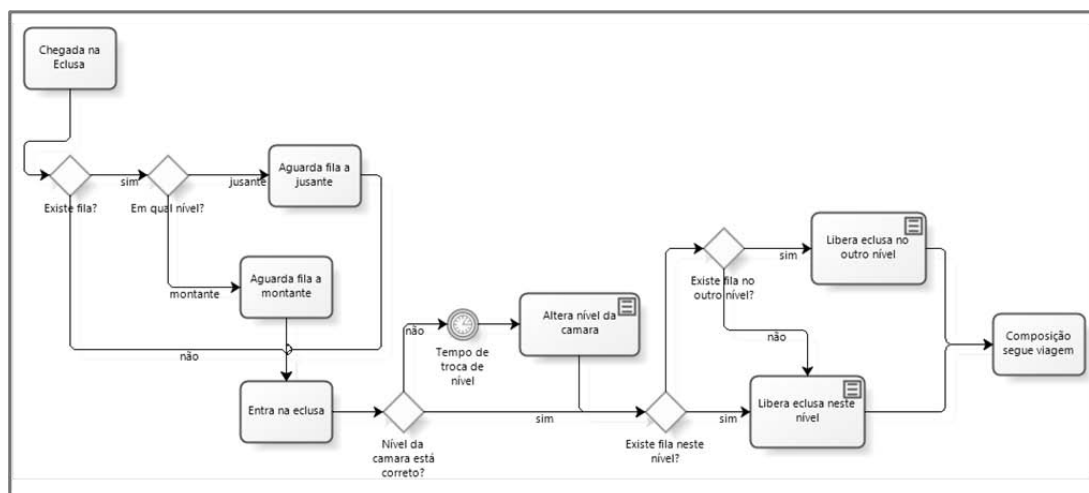 Chegada na
Eclusa
Existe fila?
sim
Em qual nível?
jusante
Aguarda fila a
jusante
montante
Aguarda fila a
montante
não
Entra na eclusa
Nível da
camara está
correto?
não
Tempo de
troca de
nível
Altera nível da
camara
sim
Existe fila neste
nível?
sim
Existe fila no
outro nível?
sim
não
Libera eclusa no
outro nível
Libera eclusa neste
nível
Composição
segue viagem